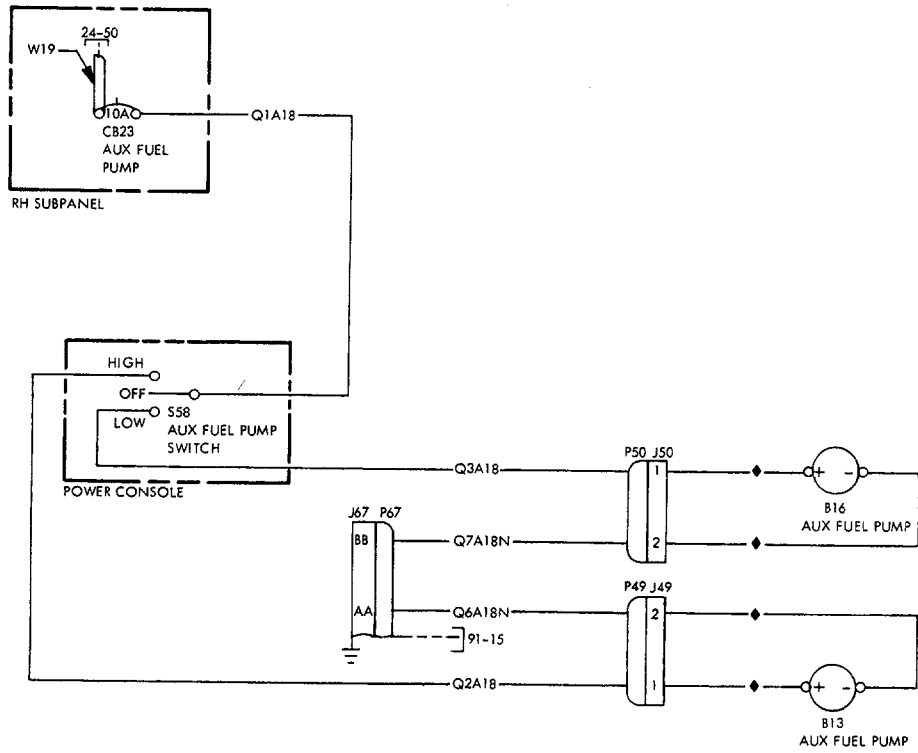 24-50
W19
10A
CB23
AUX FUEL
PUMP
Q1A18
RH SUBPANEL
HIGH
OFF
LOW
S58
AUX FUEL PUMP
SWITCH
POWER CONSOLE
Q3A18
P50 J50
1
+ -
B16
AUX FUEL PUMP
J67 P67
BB
Q7A18N
2
P49 J49
AA
Q6A18N
2
91-15
Q2A18
1
+ -
B13
AUX FUEL PUMP